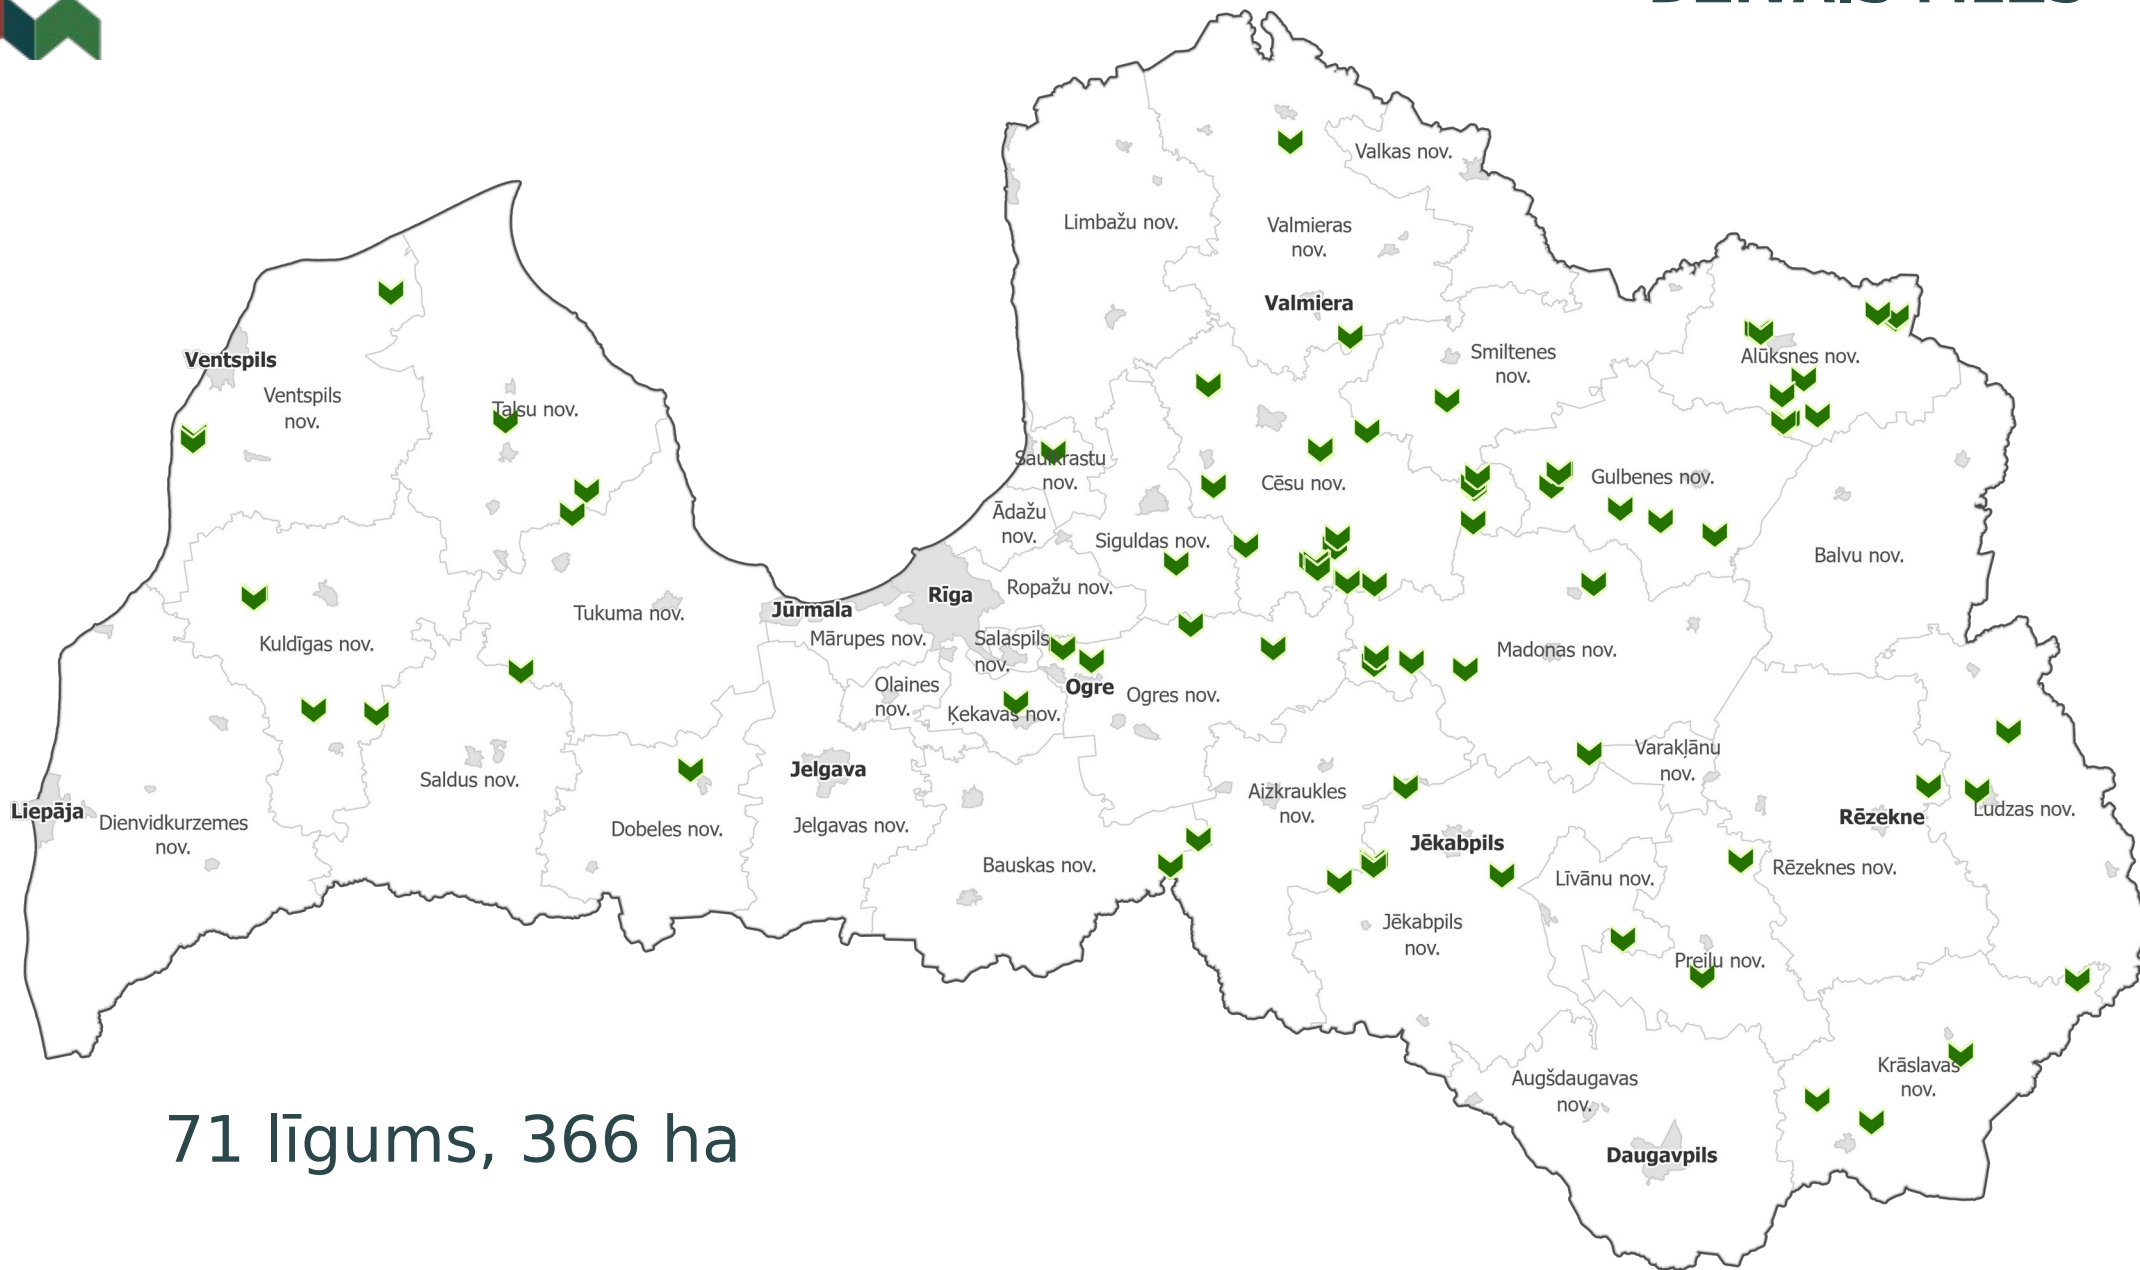 Valkas nov.
Limbažu nov.
Valmieras
nov.
Valmiera
Ventspils
Ventspils
nov.
Talsu nov.
Smiltenes
nov.
Alūksnes nov.
Saulkrastu
nov.
Cēsu nov.
Gulbenes nov.
Ādažu
nov.
Siguldas nov.
Balvu nov.
Ropažu nov.
Rīga
Jūrmala
Tukuma nov.
Mārupes nov.
Salaspils
nov.
Kuldīgas nov.
Madonas nov.
Olaines
nov.
Ķekavas nov.
Ogre
Ogres nov.
Varakļānu
nov.
Jelgava
Saldus nov.
Aizkraukles
nov.
Liepāja
Dienvidkurzemes
nov.
Dobeles nov.
Jelgavas nov.
Rēzekne
Ludzas nov.
Jēkabpils
Bauskas nov.
Līvānu nov.
Rēzeknes nov.
Jēkabpils
nov.
Preiļu nov.
Krāslavas
nov.
Augšdaugavas
nov.
Daugavpils
71 līgums, 366 ha